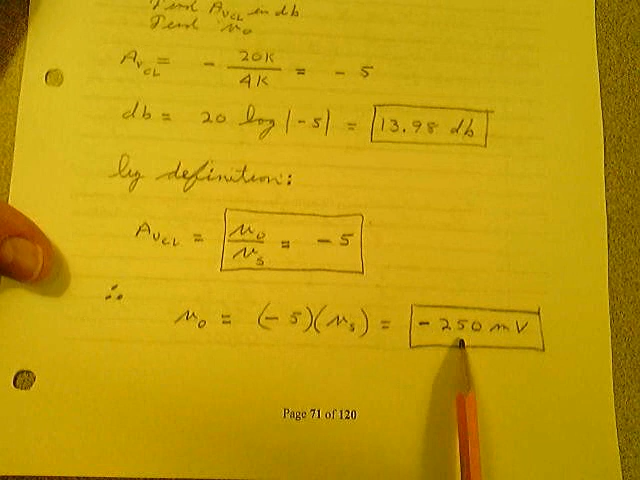 Find AVCL in db
Find vo
AVCL = - 20K / 4K = - 5
db = 20 log |-5| = 13.98 db
by definition:
AVCL = vo / vs = - 5
∴
vo = (-5)(vs) = -250 mV
Page 71 of 120